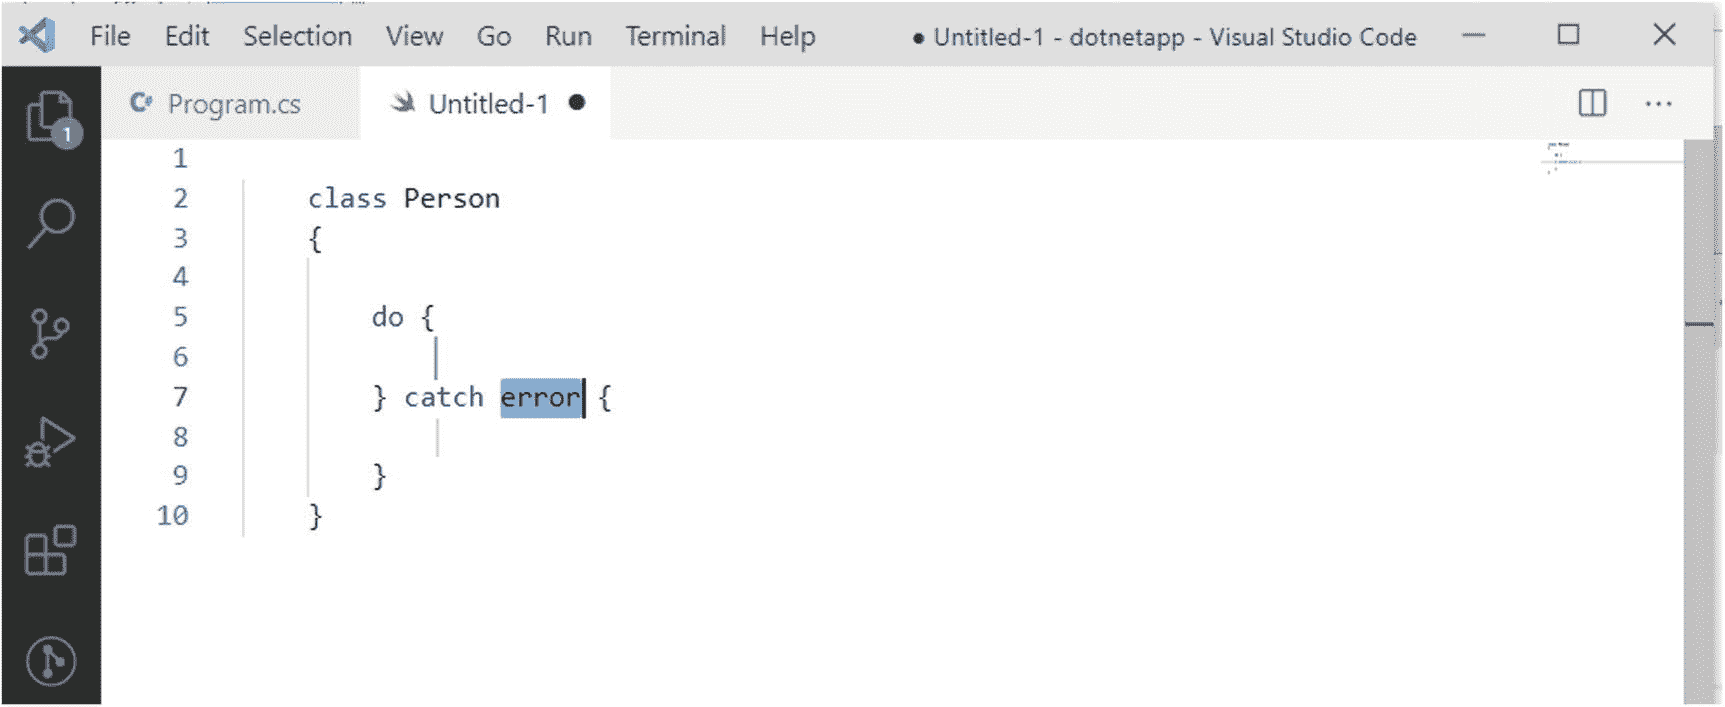 File Edit Selection View Go Run Terminal Help ● Untitled-1 - dotnetapp - Visual Studio Code
Program.cs Untitled-1 ●
1
1
2 class Person
3 {
4
5 do {
6
7 } catch error {
8
9 }
10 }